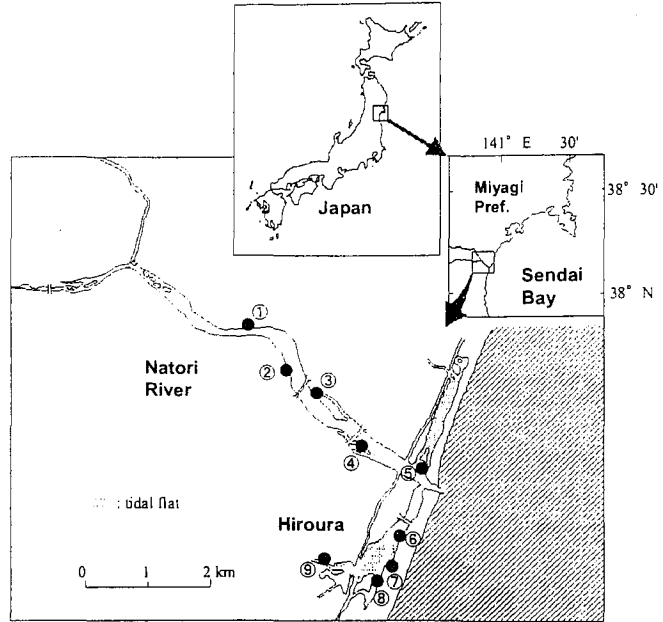 141° E 30'
38° 30'
Miyagi
Pref.
Japan
Sendai
Bay
38° N
①
Natori
River
②
③
④
⑤
: tidal flat
Hiroura
⑥
⑨
⑦
⑧
0 1 2 km